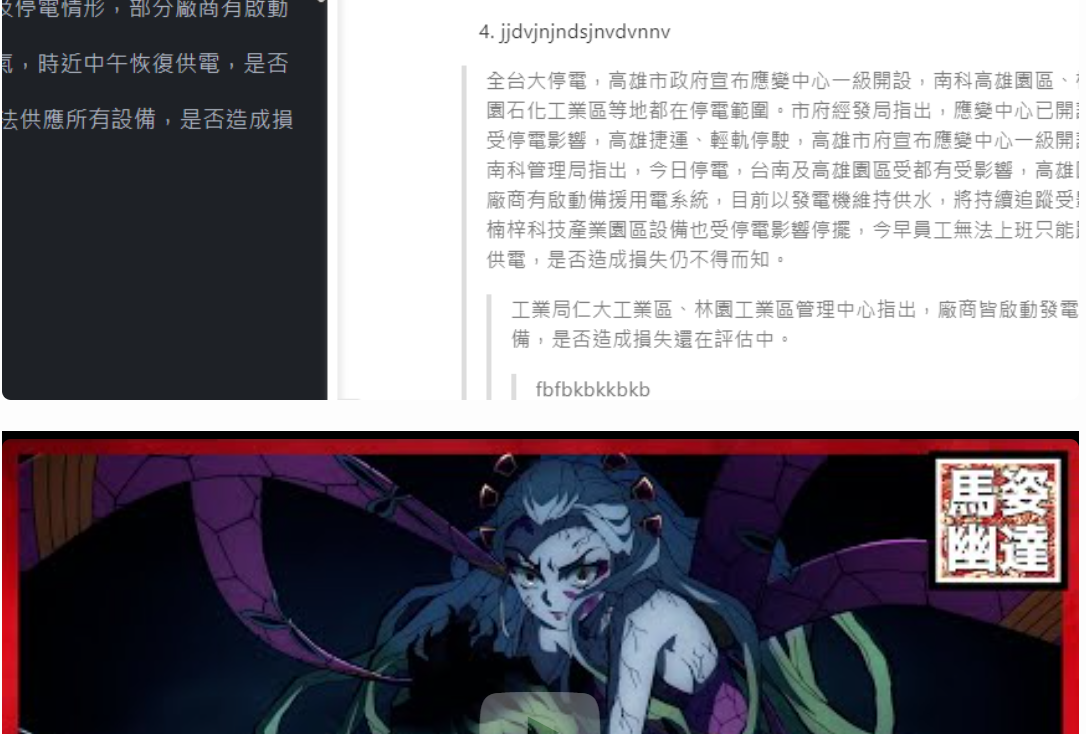 及停電情形，部分廠商有啟動
氣，時近中午恢復供電，是否
法供應所有設備，是否造成損
4. jjdvjnjndsjnvdvnnv
全台大停電，高雄市政府宣布應變中心一級開設，南科高雄園區、
園石化工業區等地都在停電範圍。市府經發局指出，應變中心已開
受停電影響，高雄捷運、輕軌停駛，高雄市府宣布應變中心一級開
南科管理局指出，今日停電，台南及高雄園區受都有受影響，高雄
廠商有啟動備援用電系統，目前以發電機維持供水，將持續追蹤受
楠梓科技產業園區設備也受停電影響停擺，今早員工無法上班只能
供電，是否造成損失仍不得而知。
工業局仁大工業區、林園工業區管理中心指出，廠商皆啟動發電
備，是否造成損失還在評估中。
fbfbkbkkbkb
馬姿
幽達